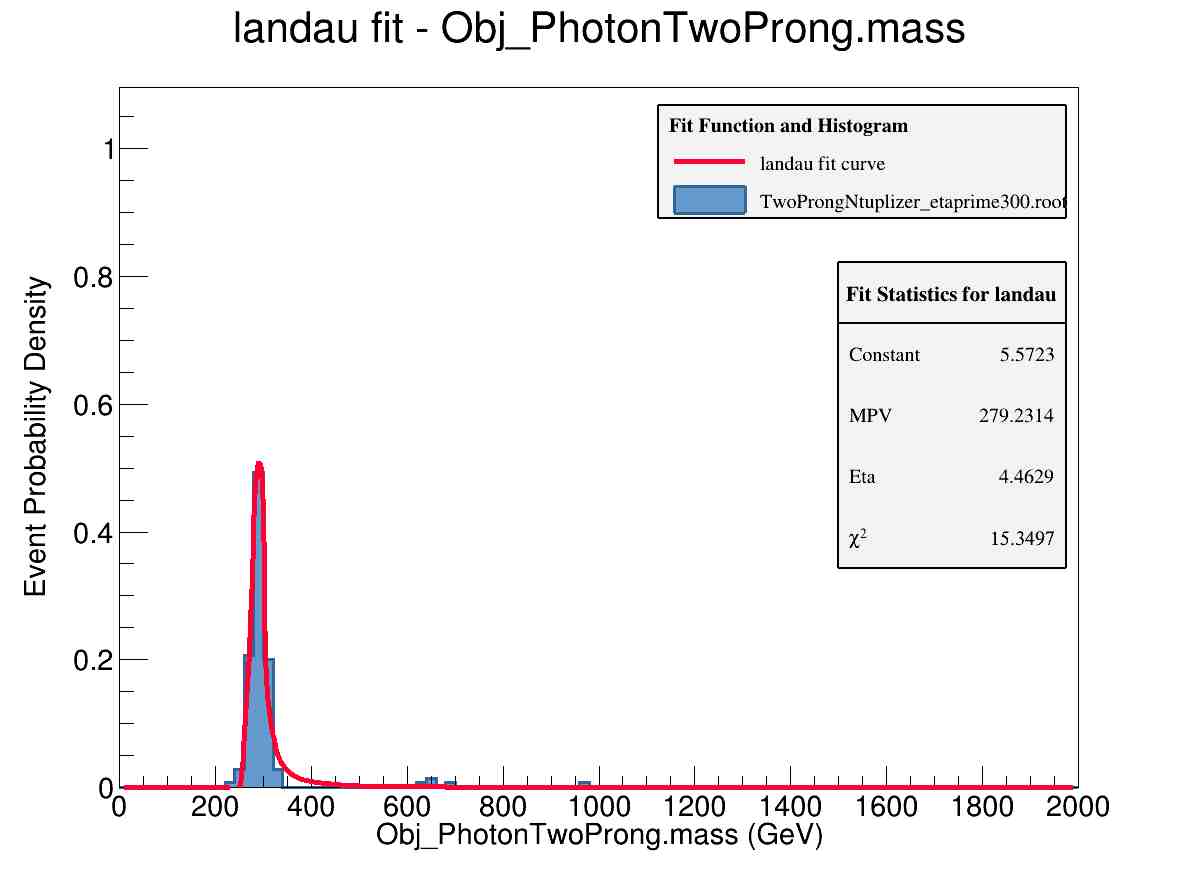 landau fit - Obj_PhotonTwoProng.mass
Fit Function and Histogram
landau fit curve
TwoProngNtuplizer_etaprime300.root
Fit Statistics for landau
Constant 5.5723
MPV 279.2314
Eta 4.4629
χ² 15.3497
Event Probability Density
1
0.8
0.6
0.4
0.2
0
0 200 400 600 800 1000 1200 1400 1600 1800 2000
Obj_PhotonTwoProng.mass (GeV)